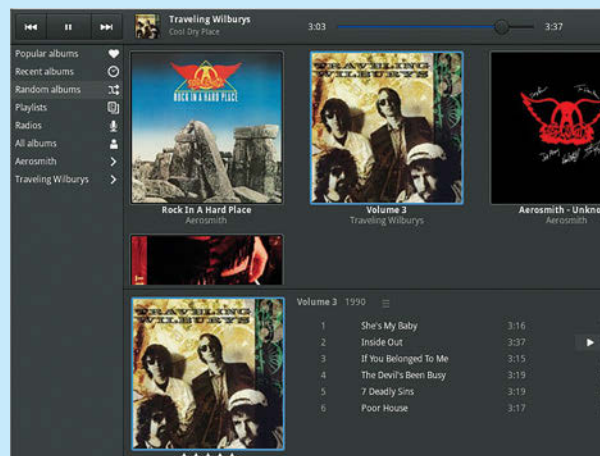 Traveling Wilburys
Cool Dry Place
3:03
3:37
Popular albums
Recent albums
Random albums
Playlists
Radios
All albums
Aerosmith
Traveling Wilburys
AEROSMITH
ROCK IN A HARD PLACE
TRAVELING
WILBURYS
Rock In A Hard Place
Aerosmith
Volume 3
Traveling Wilburys
Aerosmith - Unkno
Aerosmith
TRAVELING
WILBURYS
Volume 3 1990
1 She's My Baby 3:16
2 Inside Out 3:37
3 If You Belonged To Me 3:15
4 The Devil's Been Busy 3:19
5 7 Deadly Sins 3:19
6 Poor House 3:17